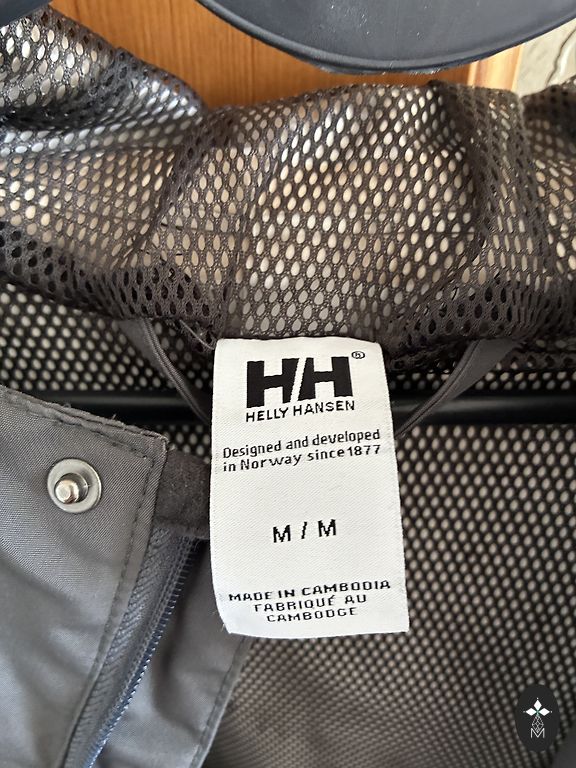 HH®
HELLY HANSEN
Designed and developed
in Norway since 1877
M / M
MADE IN CAMBODIA
FABRIQUÉ AU
CAMBODGE
M